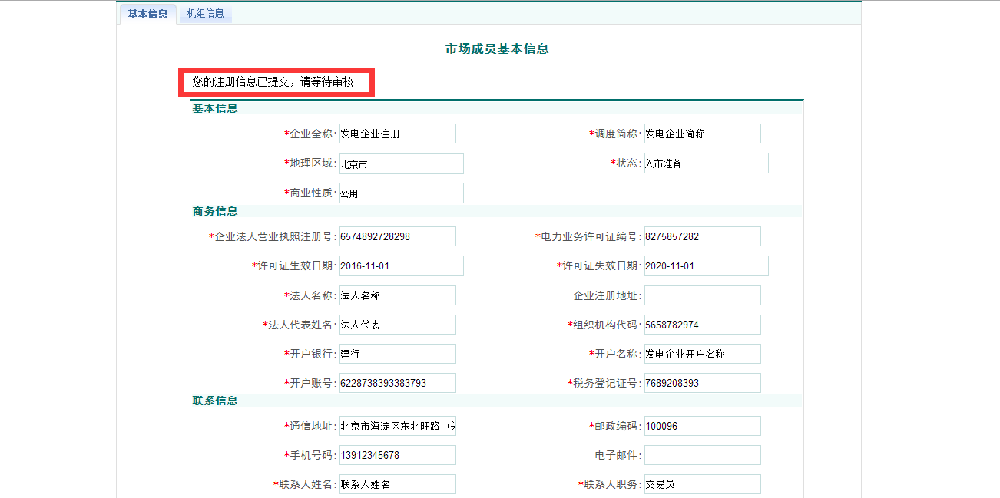 基本信息 机组信息
市场成员基本信息
您的注册信息已提交，请等待审核
基本信息
*企业全称: 发电企业注册 *调度简称: 发电企业简称
*地理区域: 北京市 *状态: 入市准备
*商业性质: 公用
商务信息
*企业法人营业执照注册号: 6574892728298 *电力业务许可证编号: 8275857282
*许可证生效日期: 2016-11-01 *许可证失效日期: 2020-11-01
*法人名称: 法人名称 企业注册地址:
*法人代表姓名: 法人代表 *组织机构代码: 5658782974
*开户银行: 建行 *开户名称: 发电企业开户名称
*开户账号: 6228738393383793 *税务登记证号: 7689208393
联系信息
*通信地址: 北京市海淀区东北旺路中 *邮政编码: 100096
*手机号码: 13912345678 电子邮件:
*联系人姓名: 联系人姓名 *联系人职务: 交易员